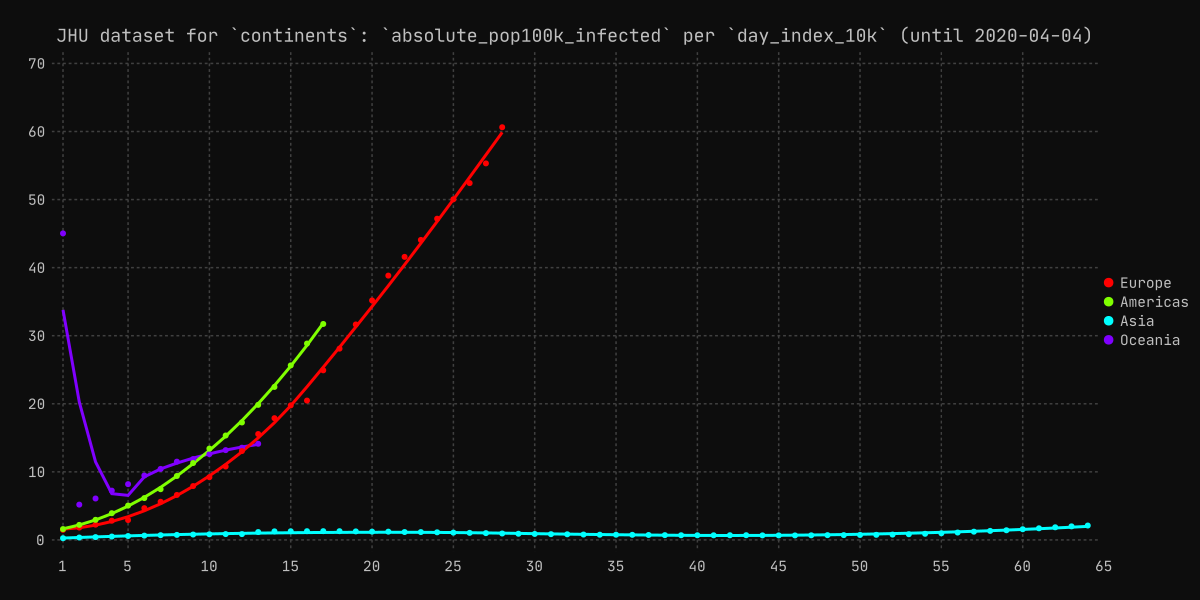 JHU dataset for `continents`: `absolute_pop100k_infected` per `day_index_10k` (until 2020-04-04)
70
60
50
40
30
20
10
0
1 5 10 15 20 25 30 35 40 45 50 55 60 65
Europe
Americas
Asia
Oceania